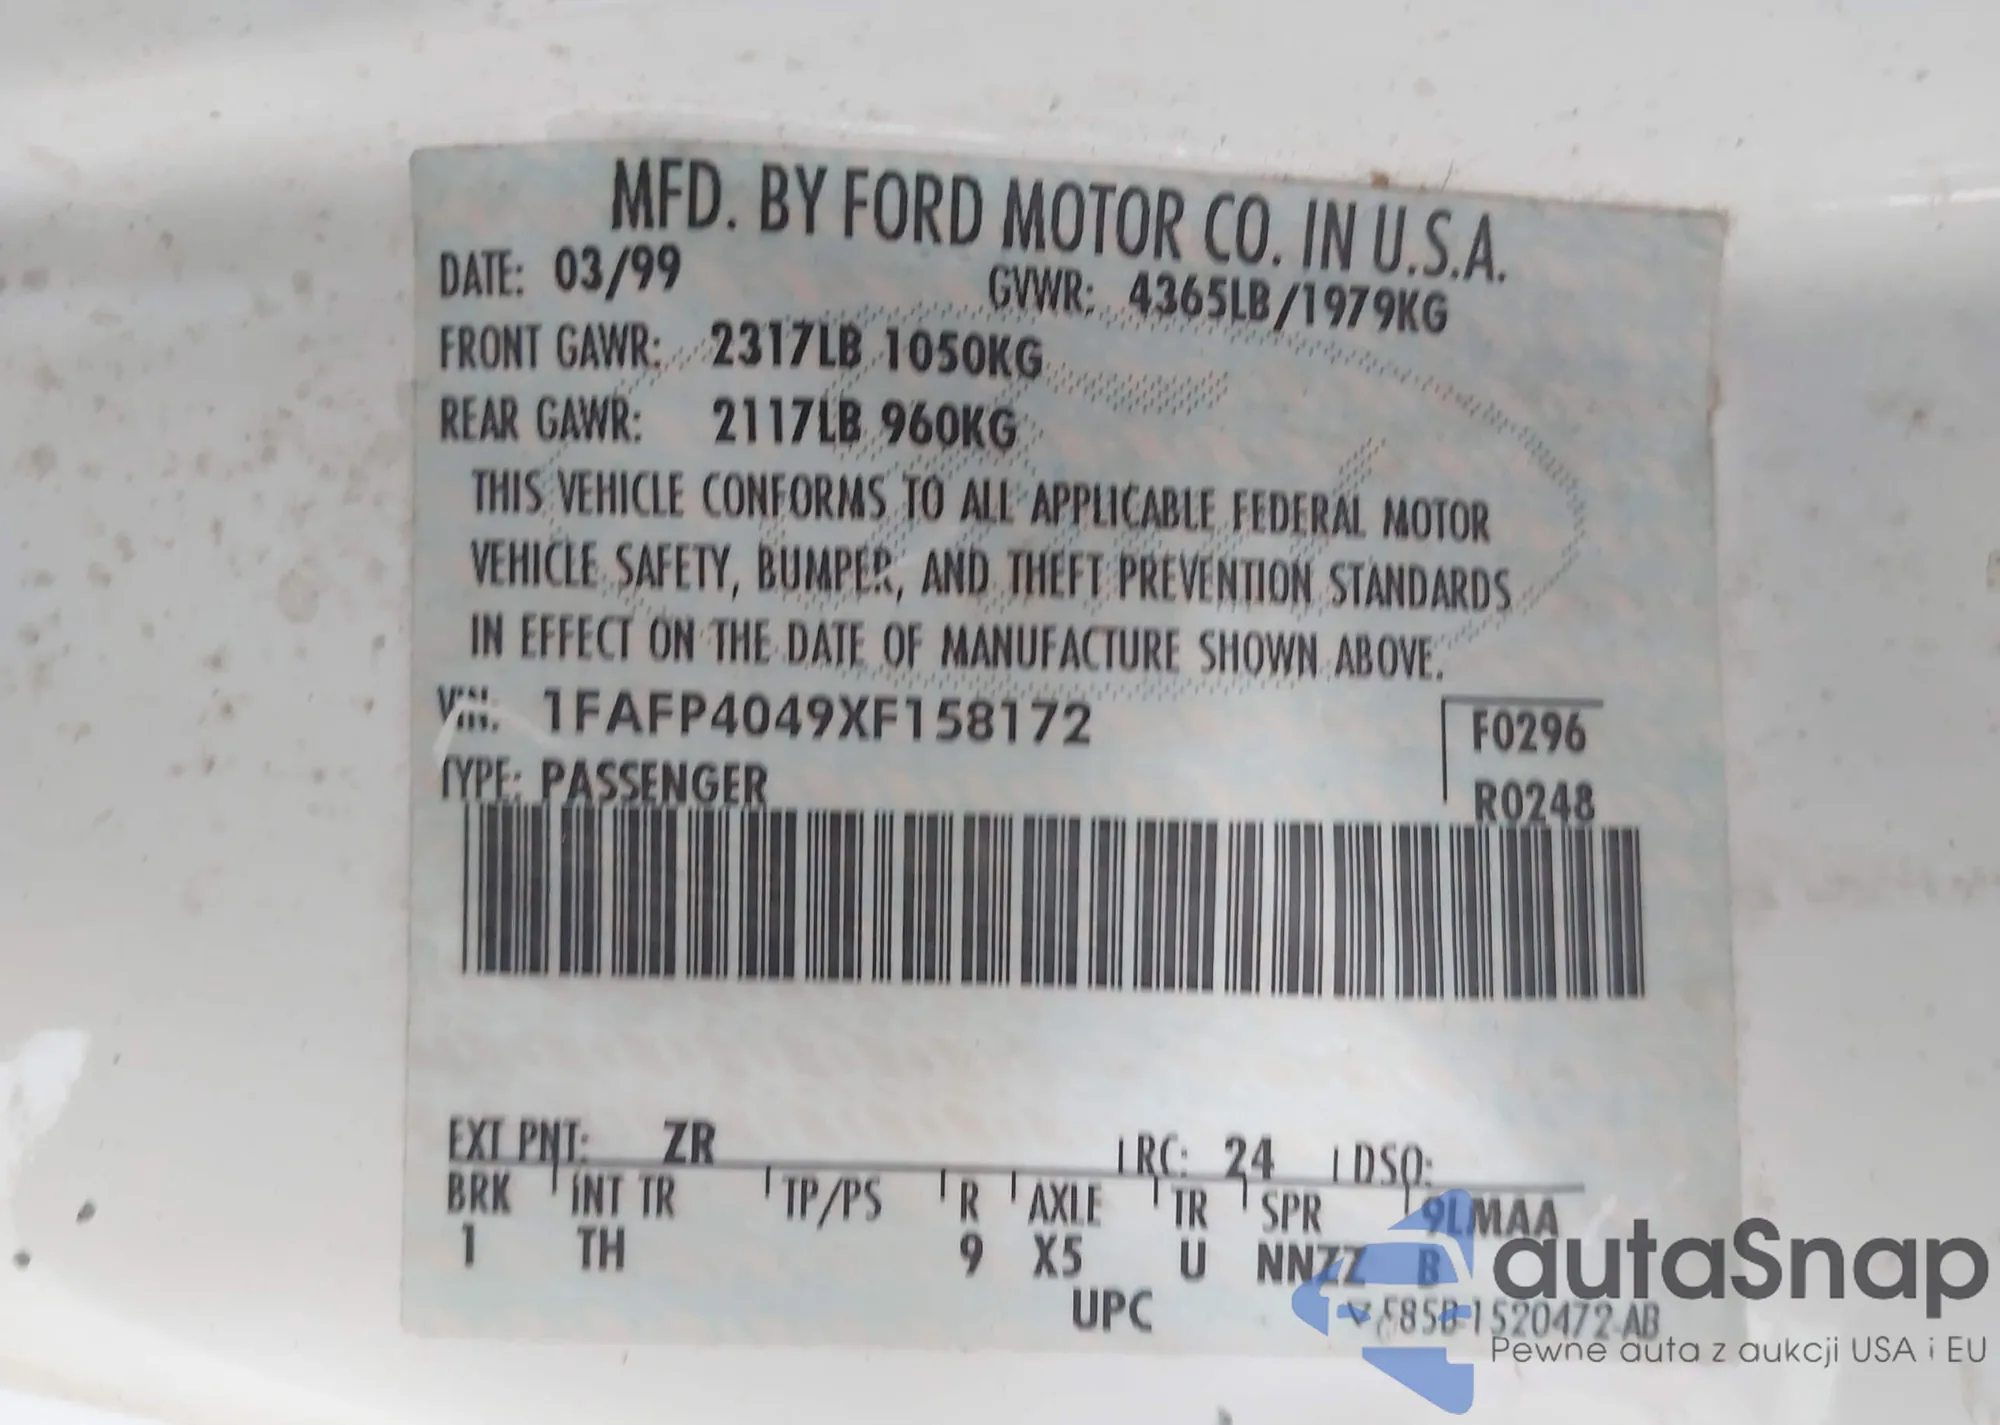 MFD. BY FORD MOTOR CO. IN U.S.A.
DATE: 03/99 GVWR: 4365LB/1979KG
FRONT GAWR: 2317LB 1050KG
REAR GAWR: 2117LB 960KG
THIS VEHICLE CONFORMS TO ALL APPLICABLE FEDERAL MOTOR
VEHICLE SAFETY, BUMPER, AND THEFT PREVENTION STANDARDS
IN EFFECT ON THE DATE OF MANUFACTURE SHOWN ABOVE.
VIN: 1FAFP4049XF158172 F0296
TYPE: PASSENGER R0248
EXT PNT: ZR RC: 24 DSO:
BRK INT TR TP/PS R AXLE TR SPR 9LMAA
1 TH 9 X5 U NNZZ B
UPC F85B-1520472-AB
autaSnap
Pewne auta z aukcji USA i EU